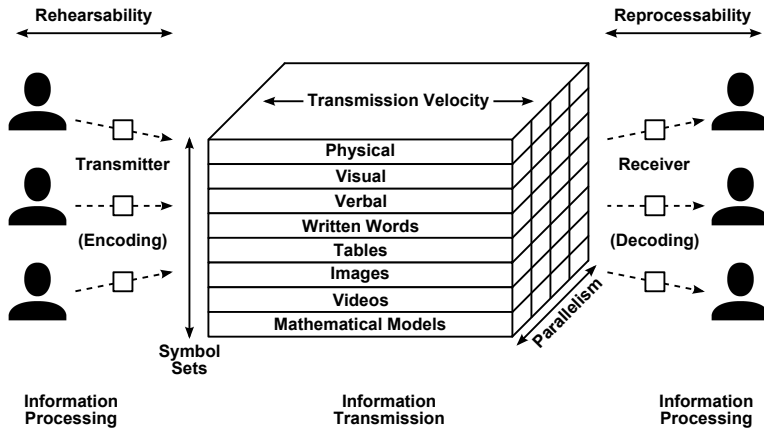 Rehearsability
Reprocessability
Transmission Velocity
Transmitter
(Encoding)
Physical
Visual
Verbal
Written Words
Tables
Images
Videos
Mathematical Models
Receiver
(Decoding)
Parallelism
Symbol
Sets
Information
Processing
Information
Transmission
Information
Processing